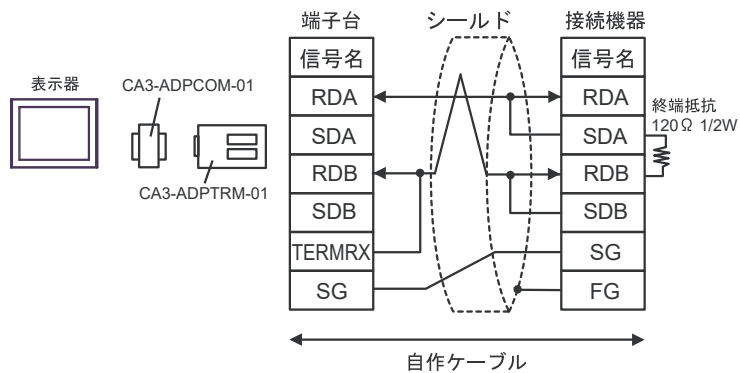 表示器
CA3-ADPCOM-01
CA3-ADPTRM-01
端子台
信号名
RDA
SDA
RDB
SDB
TERMRX
SG
シールド
接続機器
信号名
RDA
SDA
RDB
SDB
SG
FG
終端抵抗
120Ω 1/2W
自作ケーブル